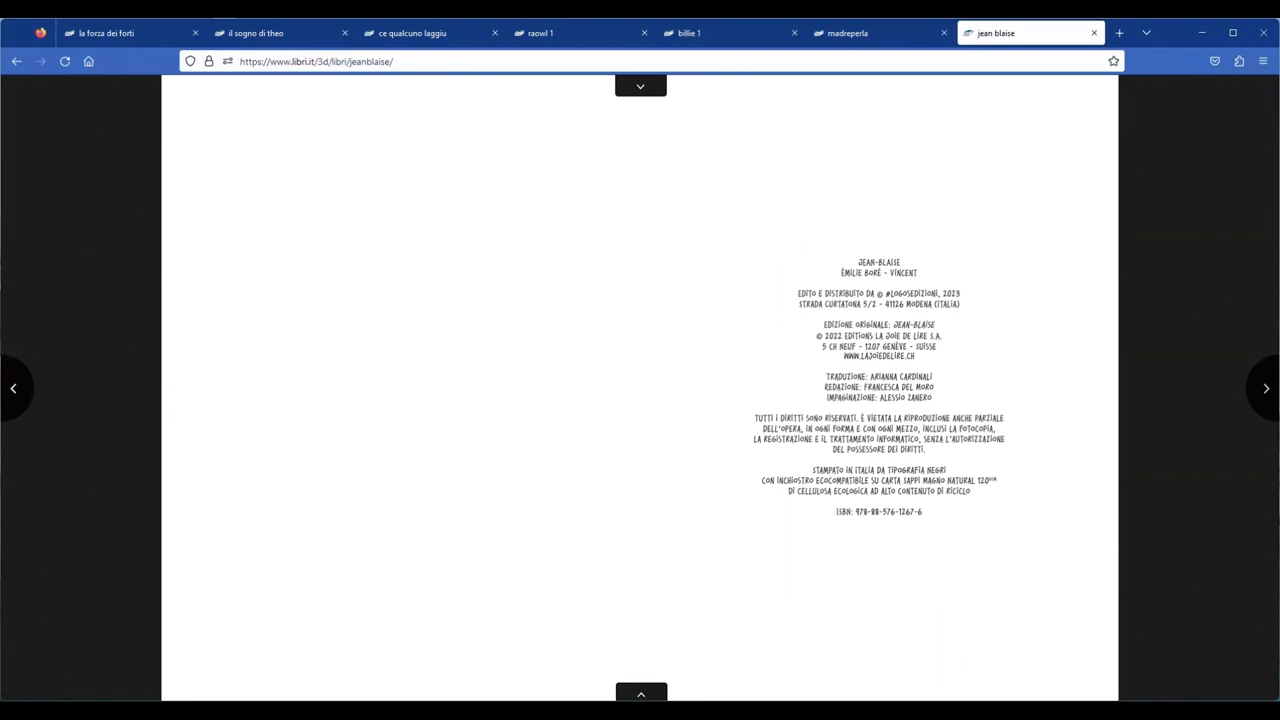 la forza dei forti
il sogno di theo
ce qualcuno laggiu
raowl 1
billie 1
madreperla
jean blaise
https://www.libri.it/3d/libri/jeanblaise/
JEAN-BLAISE
ÉMILIE BORÉ - VINCENT
EDITO E DISTRIBUITO DA © #LOGOSEDIZIONI, 2023
STRADA CURTATONA 5/2 - 41126 MODENA (ITALIA)
EDIZIONE ORIGINALE: JEAN-BLAISE
© 2022 EDITIONS LA JOIE DE LIRE S.A.
5 CH NEUF - 1207 GENÈVE - SUISSE
WWW.LAJOIEDELIRE.CH
TRADUZIONE: ARIANNA CARDINALI
REDAZIONE: FRANCESCA DEL MORO
IMPAGINAZIONE: ALESSIO ZANERO
TUTTI I DIRITTI SONO RISERVATI. È VIETATA LA RIPRODUZIONE ANCHE PARZIALE
DELL'OPERA, IN OGNI FORMA E CON OGNI MEZZO, INCLUSI LA FOTOCOPIA,
LA REGISTRAZIONE E IL TRATTAMENTO INFORMATICO, SENZA L'AUTORIZZAZIONE
DEL POSSESSORE DEI DIRITTI.
STAMPATO IN ITALIA DA TIPOGRAFIA NEGRI
CON INCHIOSTRO ECOCOMPATIBILE SU CARTA SAPPI MAGNO NATURAL 120GSM
DI CELLULOSA ECOLOGICA AD ALTO CONTENUTO DI RICICLO
ISBN: 978-88-576-1267-6